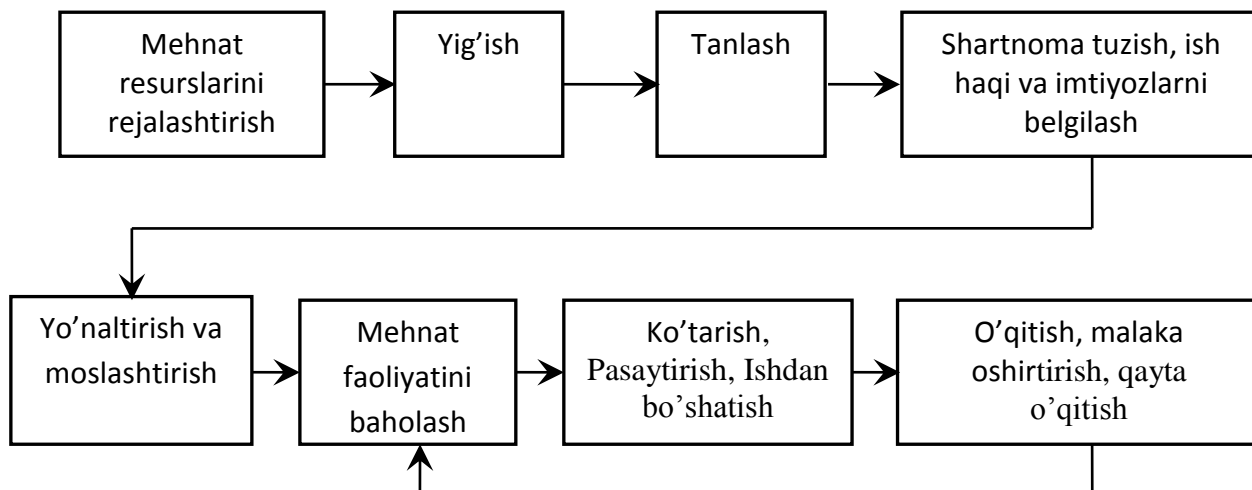 Mehnat
resurslarini
rejalashtirish
Yig’ish
Tanlash
Shartnoma tuzish, ish
haqi va imtiyozlarni
belgilash
Yo’naltirish va
moslashtirish
Mehnat
faoliyatini
baholash
Ko’tarish,
Pasaytirish, Ishdan
bo’shatish
O’qitish, malaka
oshirtirish, qayta
o’qitish